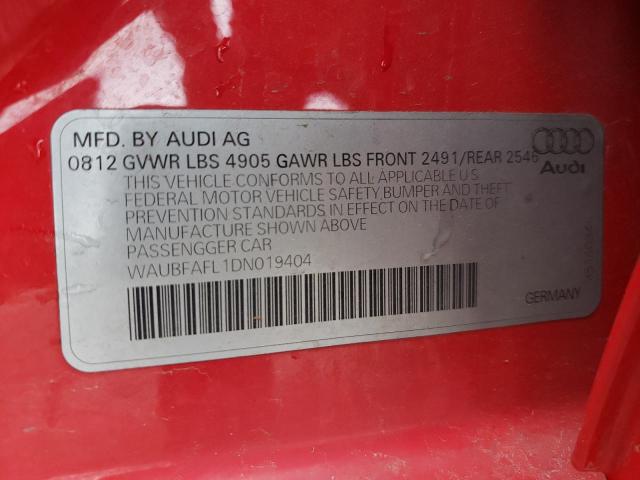 MFD. BY AUDI AG
0812 GVWR LBS 4905 GAWR LBS FRONT 2491/REAR 2546
Audi
THIS VEHICLE CONFORMS TO ALL APPLICABLE U.S
FEDERAL MOTOR VEHICLE SAFETY,BUMPER AND THEFT
PREVENTION STANDARDS IN EFFECT ON THE DATE OF
MANUFACTURE SHOWN ABOVE
PASSENGGER CAR
WAUBFAFL1DN019404
GERMANY